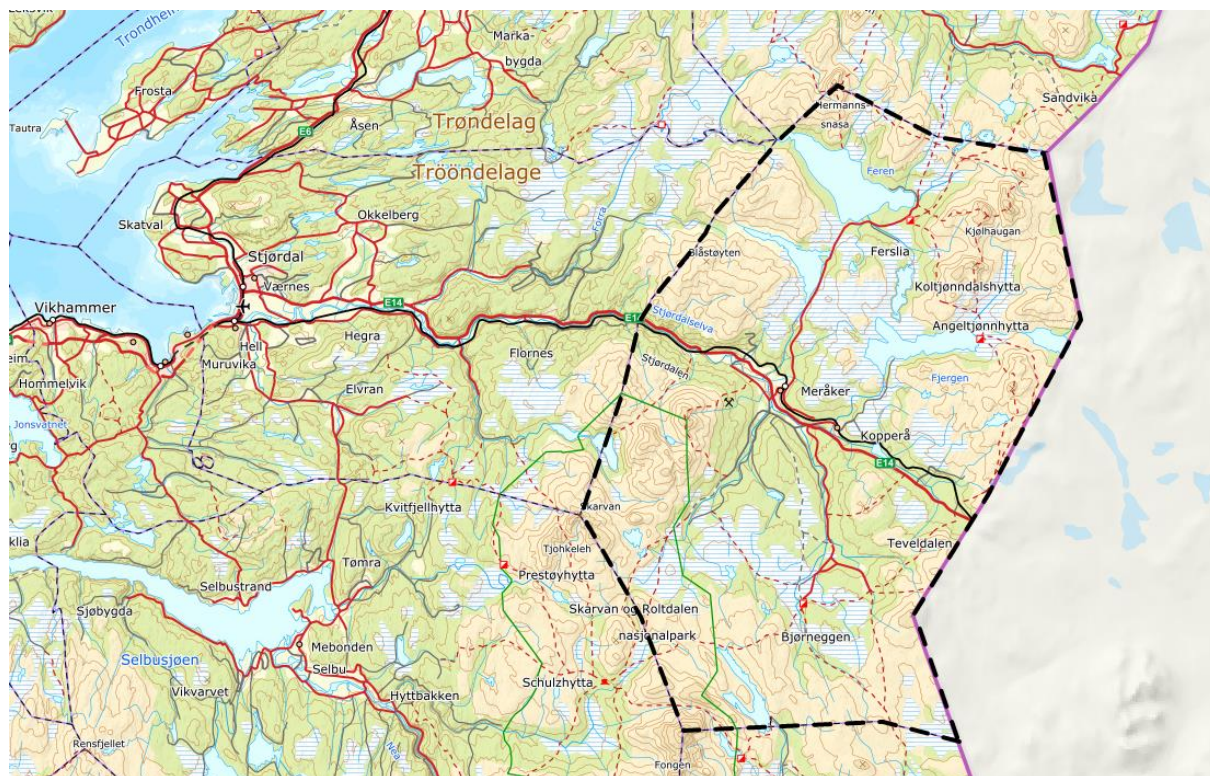 Marka-
bygda
Trondheim
Frosta
Sandvika
Hermanns-
snasa
Tautra
Åsen
E6
Trøndelag
Trööndelage
Feren
Skatval
Okkelberg
Forra
Kjølhaugan
Stjørdal
Blåstøyten
Ferslia
Værnes
Koltjønndalshytta
Vikhammer
E14
Stjørdalselva
Angeltjønnhytta
Hegra
Hell
Flornes
Muruvika
Stjørdalen
Fjergen
Hommelvik
Elvran
Meråker
Jonsvatnet
Kopperå
E14
Kvitfjellhytta
Skarvan
Teveldalen
Tjohkeleh
Tømra
Prestøyhytta
Selbustrand
Sjøbygda
Skarvan og Roltdalen
nasjonalpark
Bjørneggen
Mebonden
Selbusjøen
Selbu
Schulzhytta
Vikvarvet
Hyttbakken
Rensfjellet
Nea
Fongen